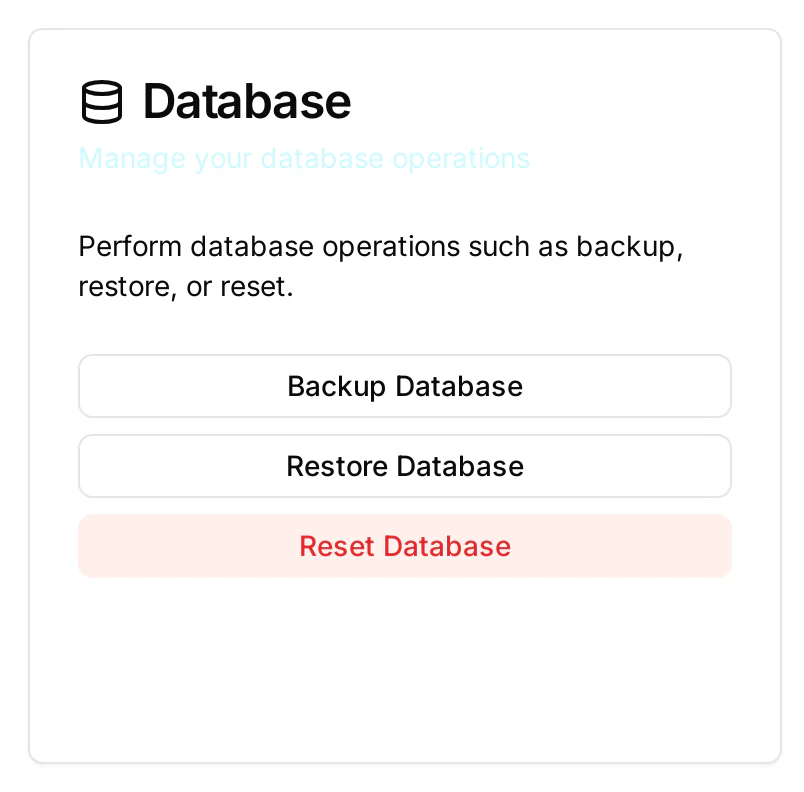 Database
Manage your database operations
Perform database operations such as backup,
restore, or reset.
Backup Database
Restore Database
Reset Database